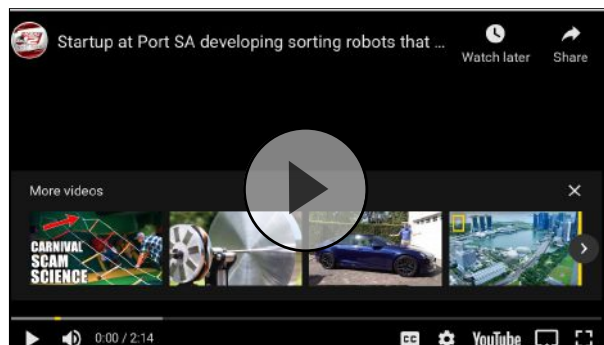 Startup at Port SA developing sorting robots that ...
Watch later
Share
More videos
CARNIVAL
SCAM
SCIENCE
0:00 / 2:14
CC
YouTube